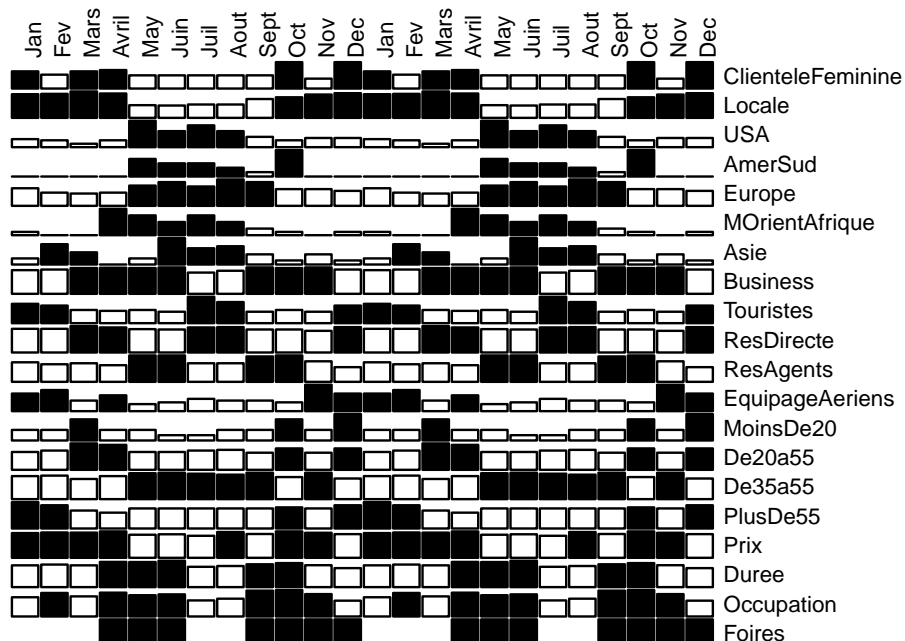 Jan Fev Mars Avril May Juin Juil Aout Sept Oct Nov Dec Jan Fev Mars Avril May Juin Juil Aout Sept Oct Nov Dec
ClienteleFeminine
Locale
USA
AmerSud
Europe
MOrientAfrique
Asie
Business
Touristes
ResDirecte
ResAgents
EquipageAeriens
MoinsDe20
De20a55
De35a55
PlusDe55
Prix
Duree
Occupation
Foires